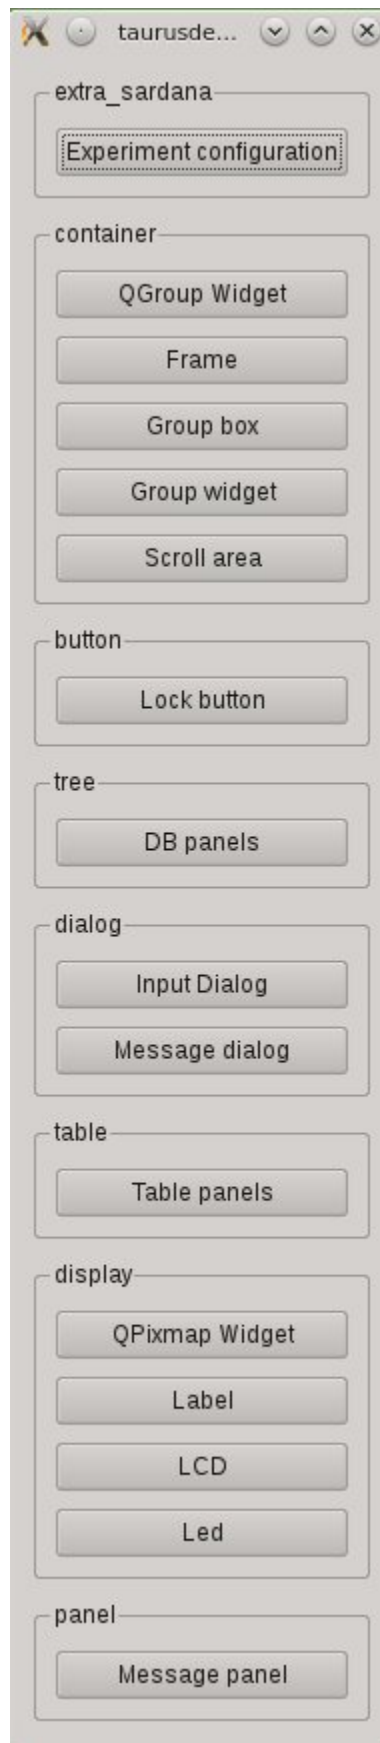 taurusde...
extra_sardana
Experiment configuration
container
QGroup Widget
Frame
Group box
Group widget
Scroll area
button
Lock button
tree
DB panels
dialog
Input Dialog
Message dialog
table
Table panels
display
QPixmap Widget
Label
LCD
Led
panel
Message panel